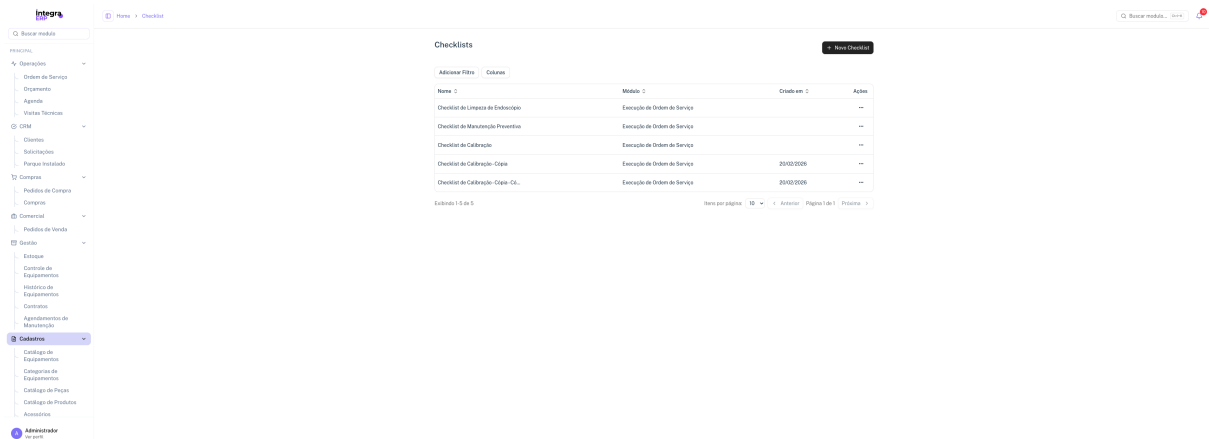 integra
ERP
Buscar modulo
PRINCIPAL
Operações
Ordem de Serviço
Orçamento
Agenda
Visitas Técnicas
CRM
Clientes
Solicitações
Parque Instalado
Compras
Pedidos de Compra
Compras
Comercial
Pedidos de Venda
Gestão
Estoque
Controle de
Equipamentos
Histórico de
Equipamentos
Contratos
Agendamentos de
Manutenção
Cadastros
Catálogo de
Equipamentos
Categorias de
Equipamentos
Catálogo de Peças
Catálogo de Produtos
Acessórios
A Administrador
Ver perfil
Home > Checklist
Buscar modulo...
Checklists
+ Novo Checklist
Adicionar Filtro Colunas
Nome Módulo Criado em Ações
Checklist de Limpeza de Endoscópio Execução de Ordem de Serviço
Checklist de Manutenção Preventiva Execução de Ordem de Serviço
Checklist de Calibração Execução de Ordem de Serviço
Checklist de Calibração - Cópia Execução de Ordem de Serviço 20/02/2026
Checklist de Calibração - Cópia - Có... Execução de Ordem de Serviço 20/02/2026
Exibindo 1-5 de 5 Itens por página: 10 Anterior Página 1 de 1 Próxima